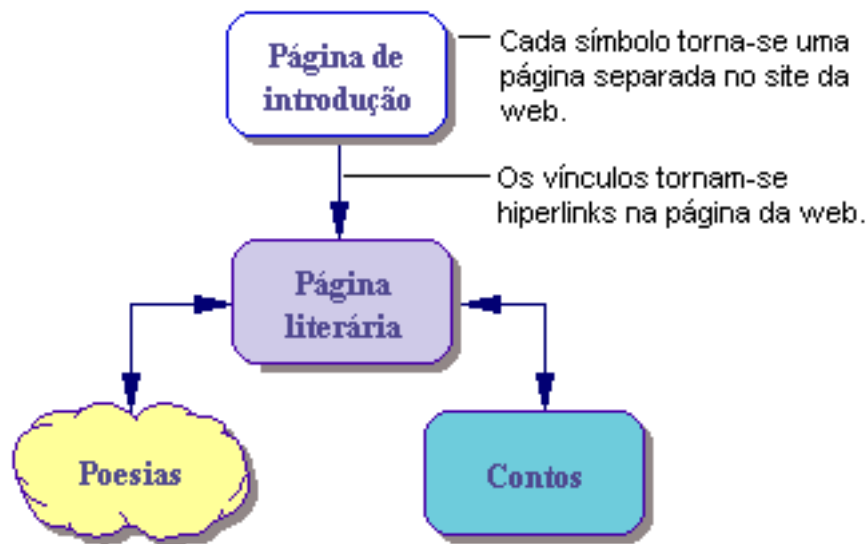 Página de
introdução
Cada símbolo torna-se uma
página separada no site da
web.
Os vínculos tornam-se
hiperlinks na página da web.
Página
literária
Poesias
Contos